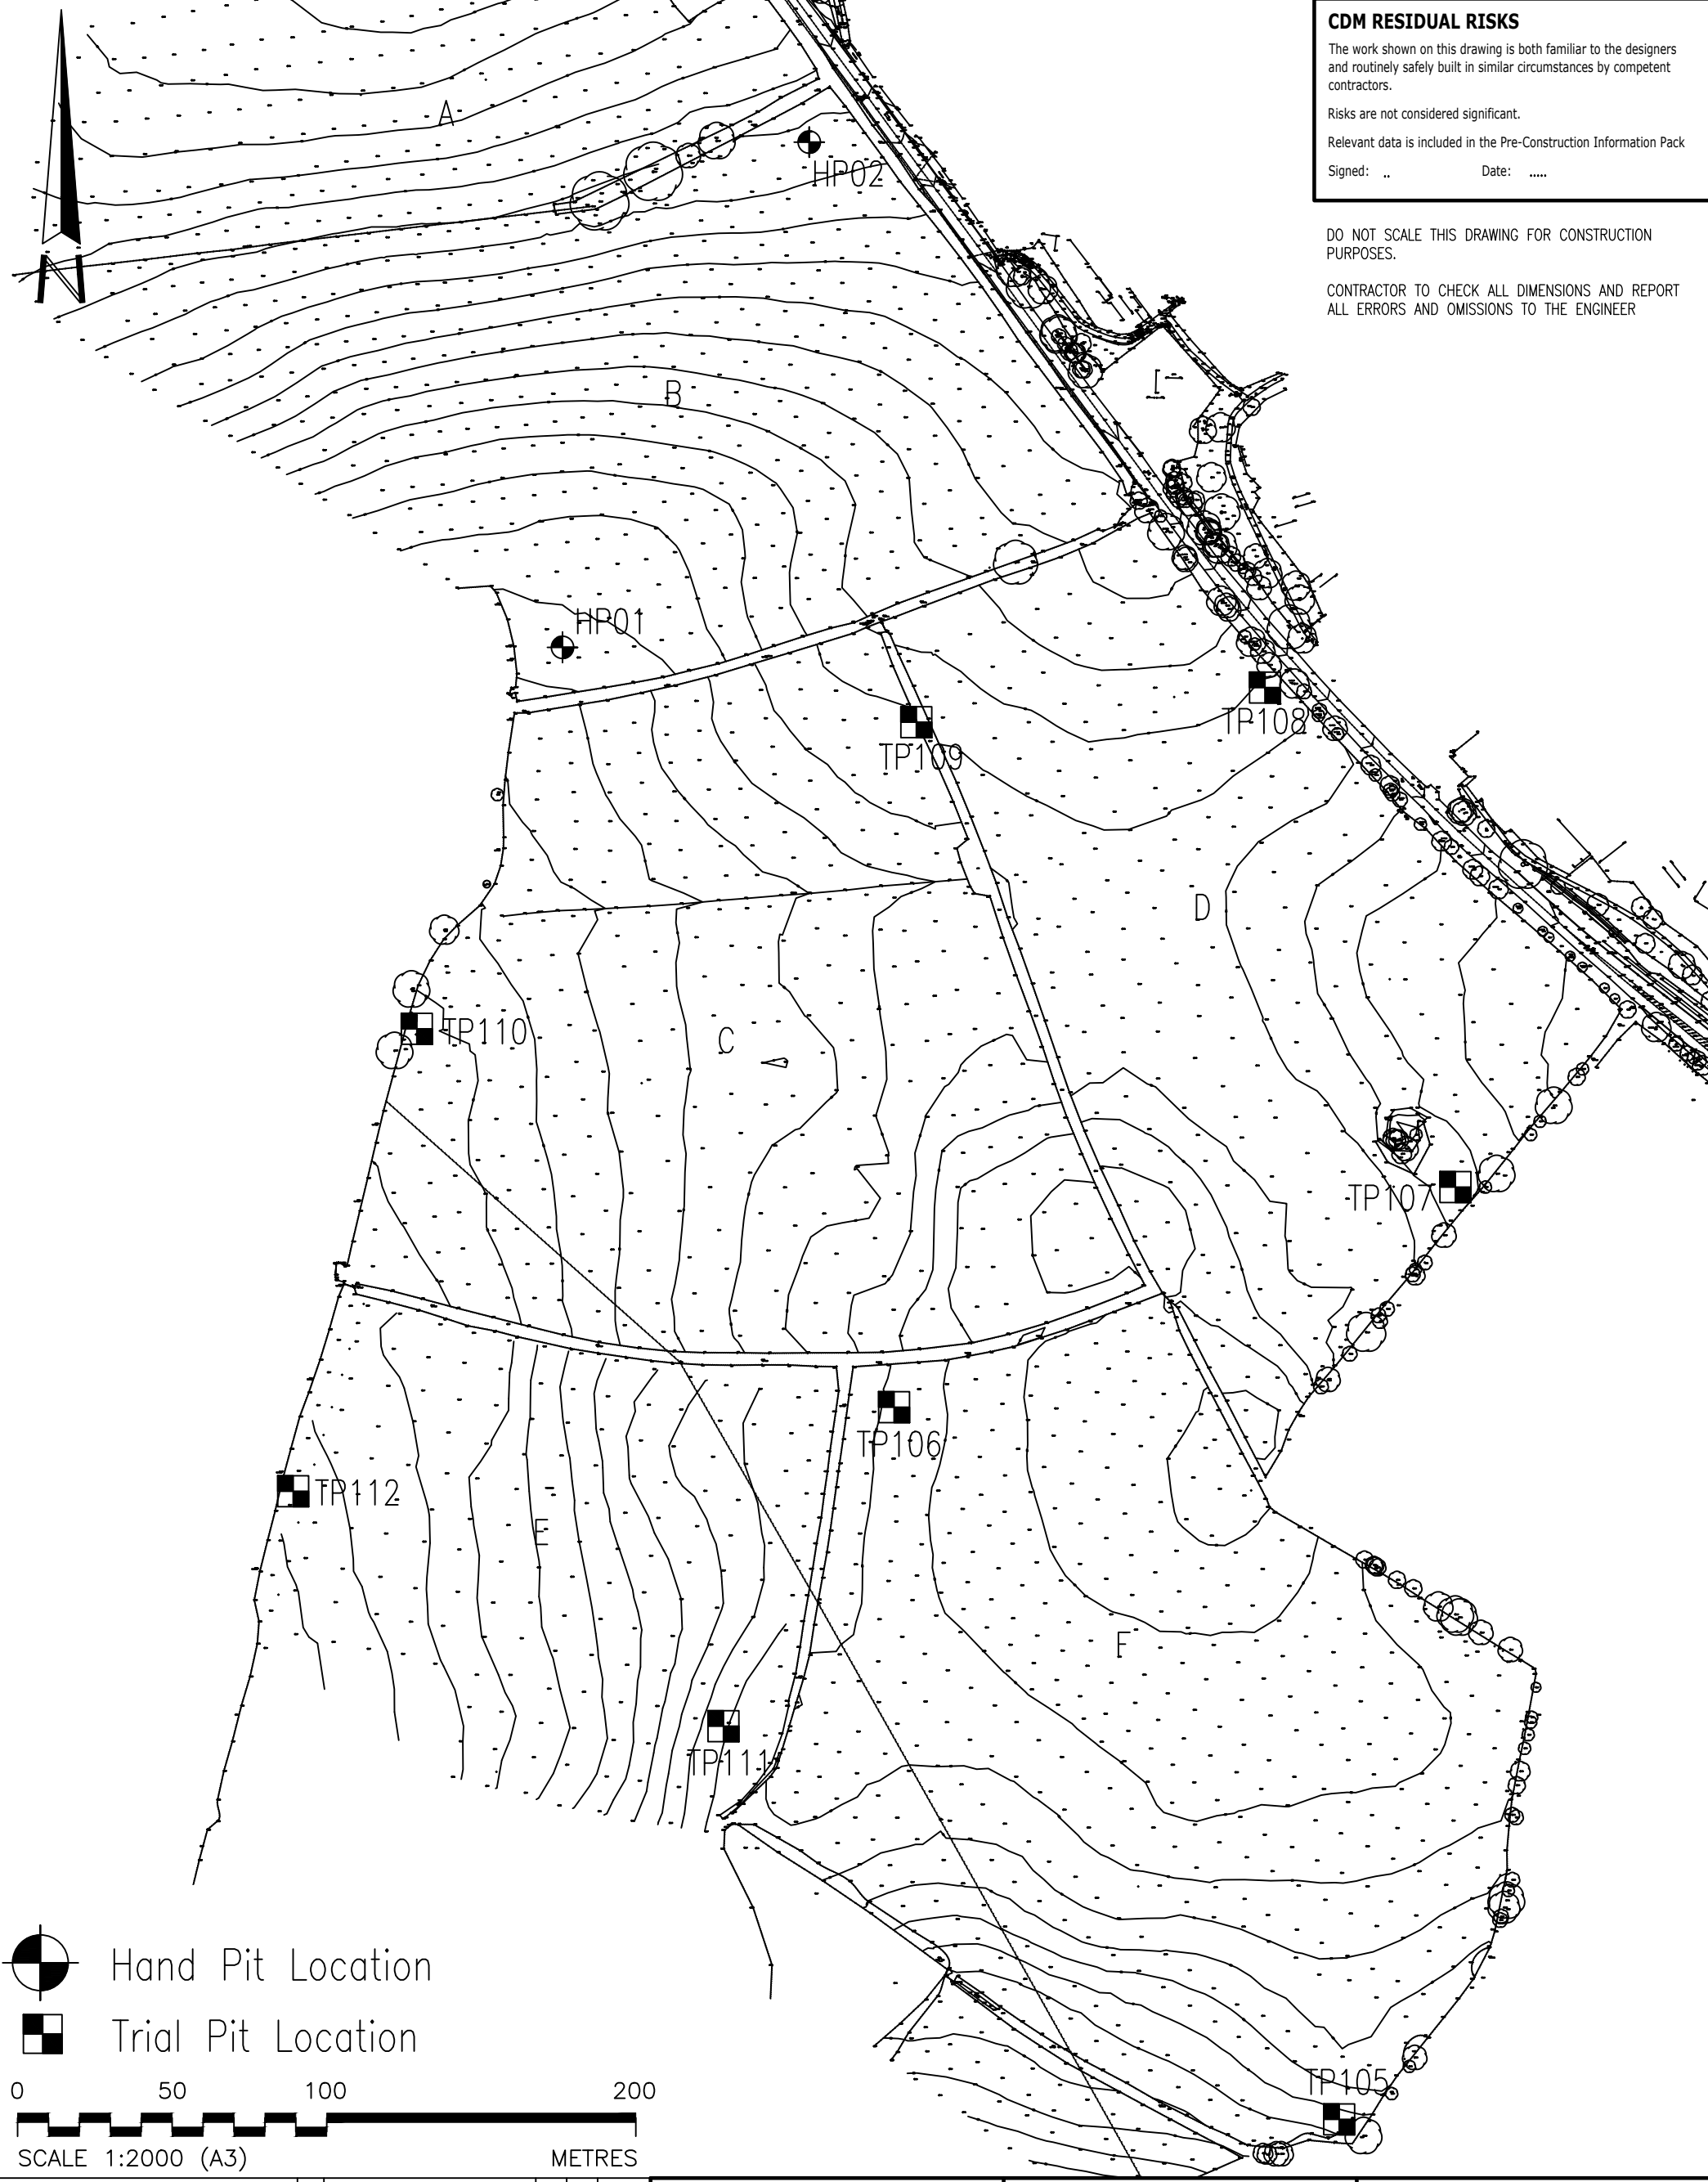 CDM RESIDUAL RISKS
The work shown on this drawing is both familiar to the designers
and routinely safely built in similar circumstances by competent
contractors.
Risks are not considered significant.
Relevant data is included in the Pre-Construction Information Pack
Signed: .. Date: .....
DO NOT SCALE THIS DRAWING FOR CONSTRUCTION
PURPOSES.
CONTRACTOR TO CHECK ALL DIMENSIONS AND REPORT
ALL ERRORS AND OMISSIONS TO THE ENGINEER
A
HP02
N
B
HP01
TP108
TP109
D
TP110
C
TP107
TP106
TP112
E
F
TP111
Hand Pit Location
Trial Pit Location
TP105
0 50 100 200
SCALE 1:2000 (A3) METRES